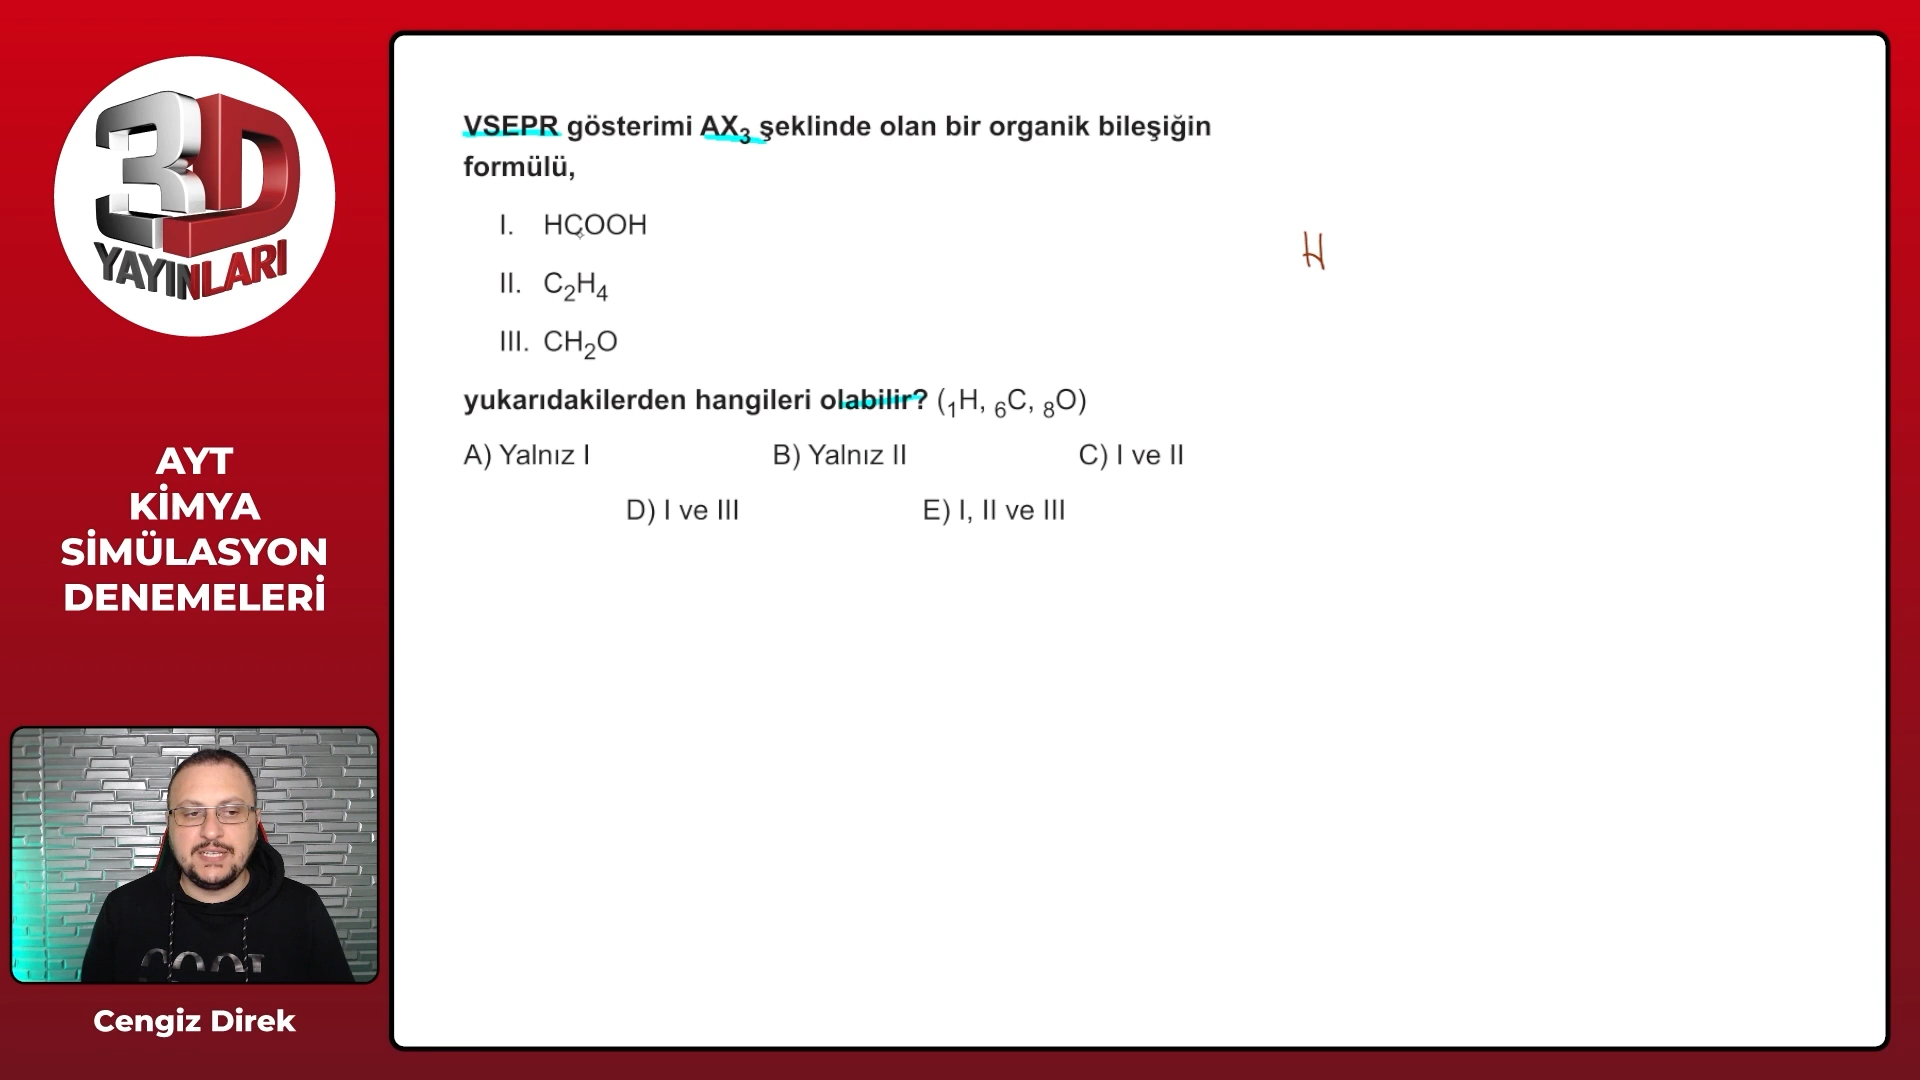 3D
YAYINLARI
AYT
KİMYA
SİMÜLASYON
DENEMELERİ
COOL
Cengiz Direk
VSEPR gösterimi AX₃ şeklinde olan bir organik bileşiğin
formülü,
I. HCOOH
II. C₂H₄
III. CH₂O
yukarıdakilerden hangileri olabilir? (₁H, ₆C, ₈O)
A) Yalnız I B) Yalnız II C) I ve II
D) I ve III E) I, II ve III
H